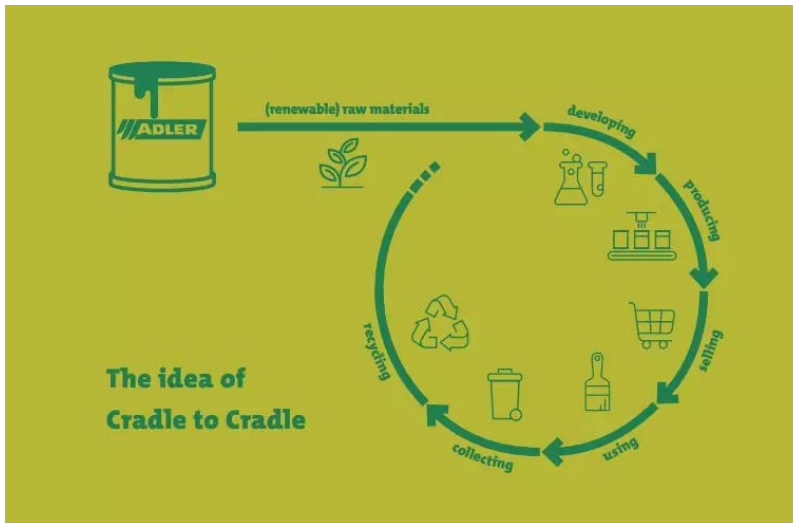 ADLER
(renewable) raw materials
developing
producing
selling
using
collecting
recycling
The idea of
Cradle to Cradle